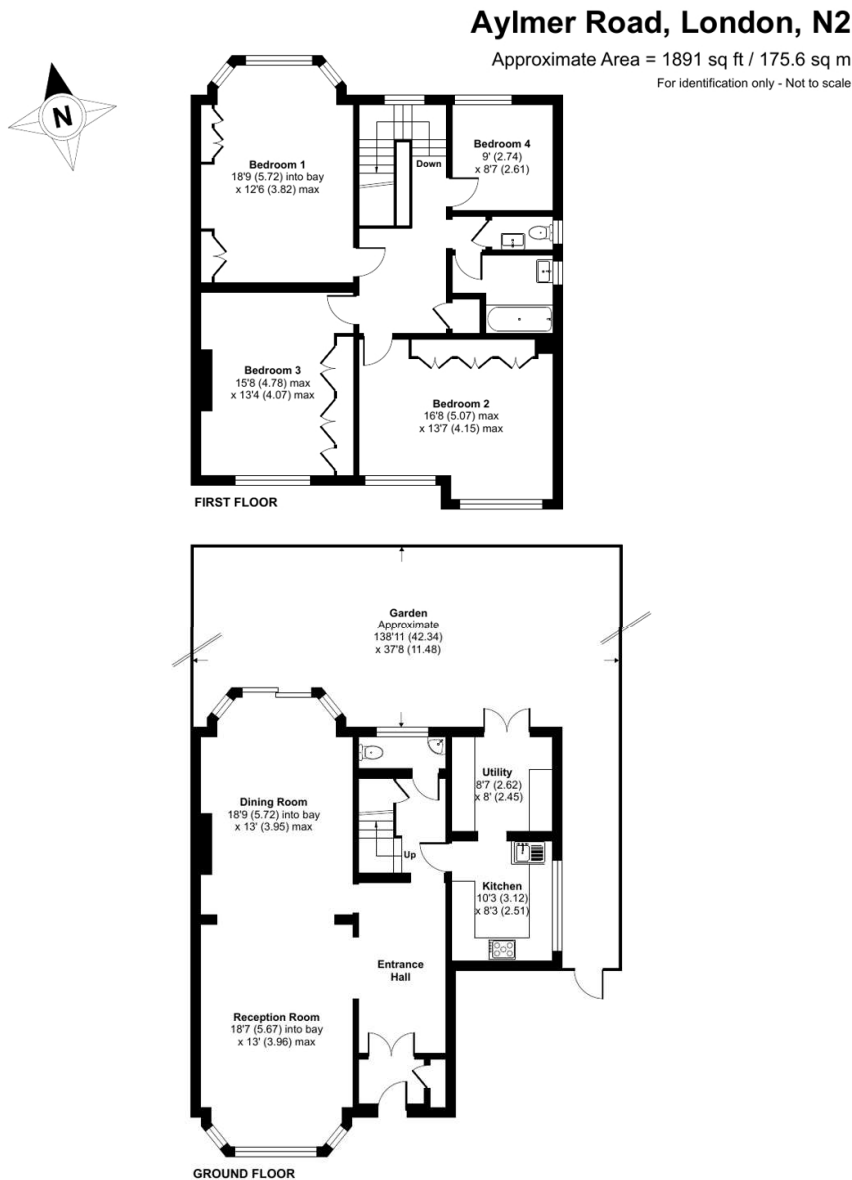 Aylmer Road, London, N2
Approximate Area = 1891 sq ft / 175.6 sq m
For identification only - Not to scale
N
Bedroom 1
18'9 (5.72) into bay
x 12'6 (3.82) max
Down
Bedroom 4
9' (2.74)
x 8'7 (2.61)
Bedroom 3
15'8 (4.78) max
x 13'4 (4.07) max
Bedroom 2
16'8 (5.07) max
x 13'7 (4.15) max
FIRST FLOOR
Garden
Approximate
138'11 (42.34)
x 37'8 (11.48)
Utility
8'7 (2.62)
x 8' (2.45)
Dining Room
18'9 (5.72) into bay
x 13' (3.95) max
Up
Kitchen
10'3 (3.12)
x 8'3 (2.51)
Entrance
Hall
Reception Room
18'7 (5.67) into bay
x 13' (3.96) max
GROUND FLOOR